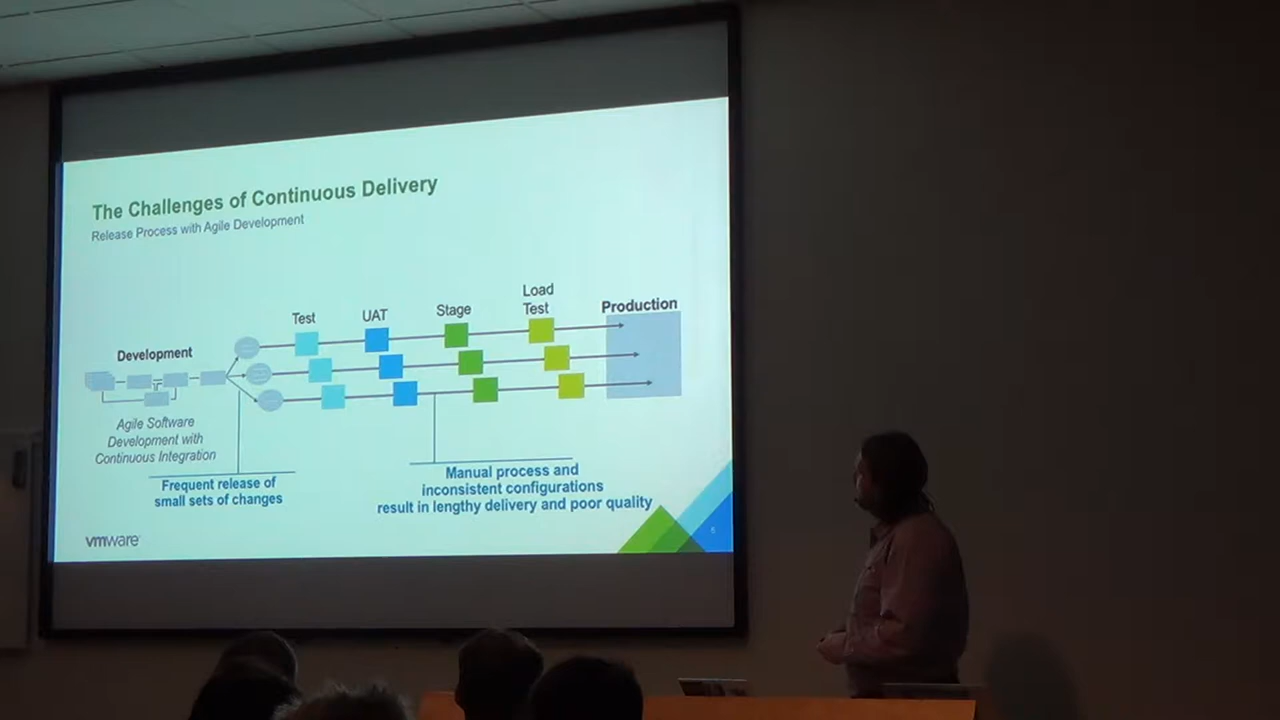 The Challenges of Continuous Delivery
Release Process with Agile Development
Load
Test
UAT
Stage
Test
Production
Development
Agile Software
Development with
Continuous Integration
Frequent release of
small sets of changes
Manual process and
inconsistent configurations
result in lengthy delivery and poor quality
vmware
6